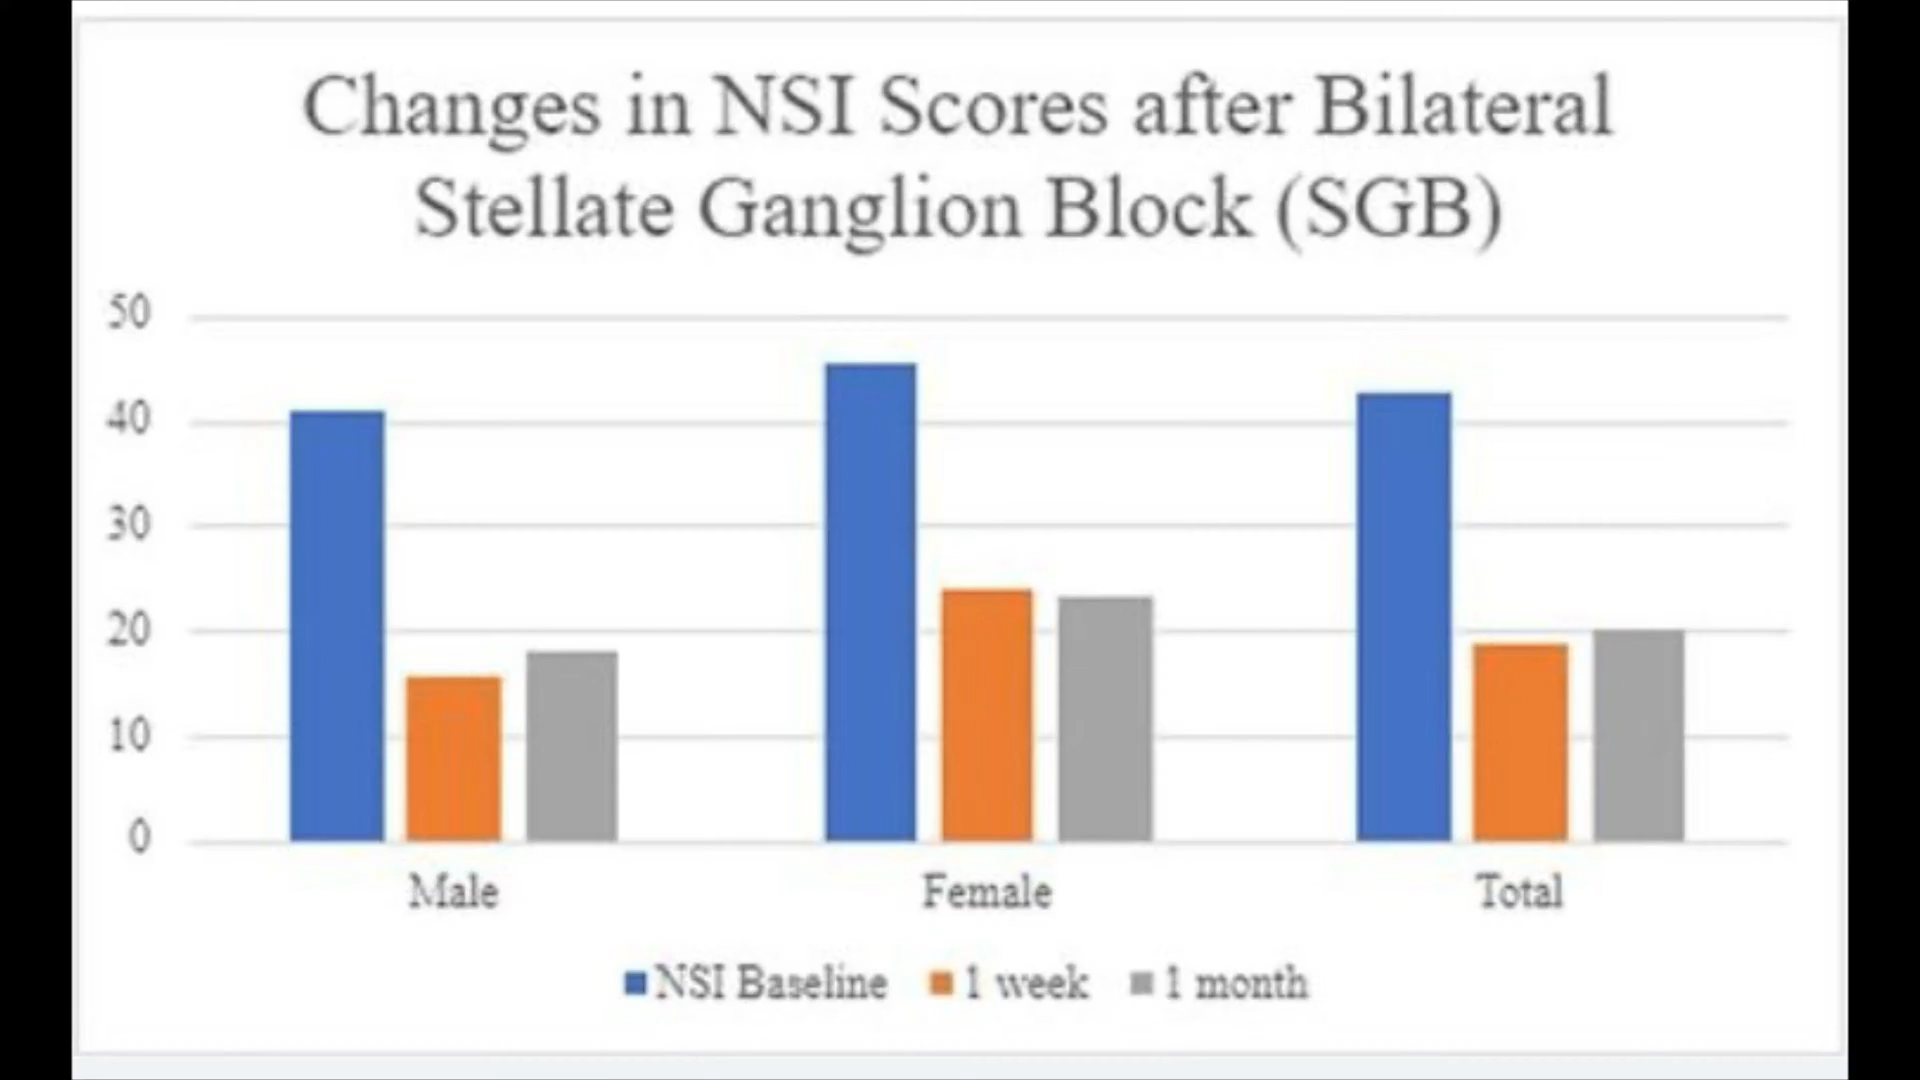 Changes in NSI Scores after Bilateral
Stellate Ganglion Block (SGB)
50
40
30
20
10
0
Male Female Total
NSI Baseline 1 week 1 month